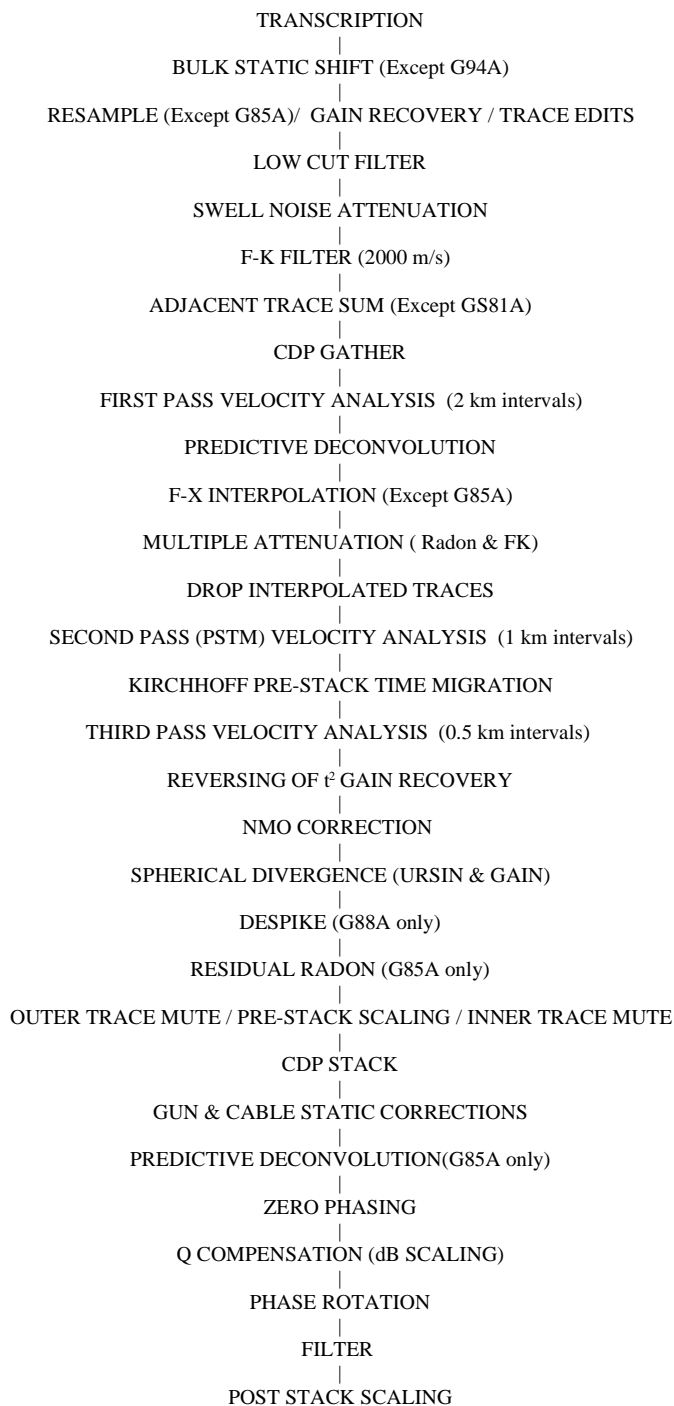 TRANSCRIPTION
|
BULK STATIC SHIFT (Except G94A)
|
RESAMPLE (Except G85A)/ GAIN RECOVERY / TRACE EDITS
|
LOW CUT FILTER
|
SWELL NOISE ATTENUATION
|
F-K FILTER (2000 m/s)
|
ADJACENT TRACE SUM (Except GS81A)
|
CDP GATHER
|
FIRST PASS VELOCITY ANALYSIS (2 km intervals)
|
PREDICTIVE DECONVOLUTION
|
F-X INTERPOLATION (Except G85A)
|
MULTIPLE ATTENUATION ( Radon & FK)
|
DROP INTERPOLATED TRACES
|
SECOND PASS (PSTM) VELOCITY ANALYSIS (1 km intervals)
|
KIRCHHOFF PRE-STACK TIME MIGRATION
|
THIRD PASS VELOCITY ANALYSIS (0.5 km intervals)
|
REVERSING OF t² GAIN RECOVERY
|
NMO CORRECTION
|
SPHERICAL DIVERGENCE (URSIN & GAIN)
|
DESPIKE (G88A only)
|
RESIDUAL RADON (G85A only)
|
OUTER TRACE MUTE / PRE-STACK SCALING / INNER TRACE MUTE
|
CDP STACK
|
GUN & CABLE STATIC CORRECTIONS
|
PREDICTIVE DECONVOLUTION(G85A only)
|
ZERO PHASING
|
Q COMPENSATION (dB SCALING)
|
PHASE ROTATION
|
FILTER
|
POST STACK SCALING